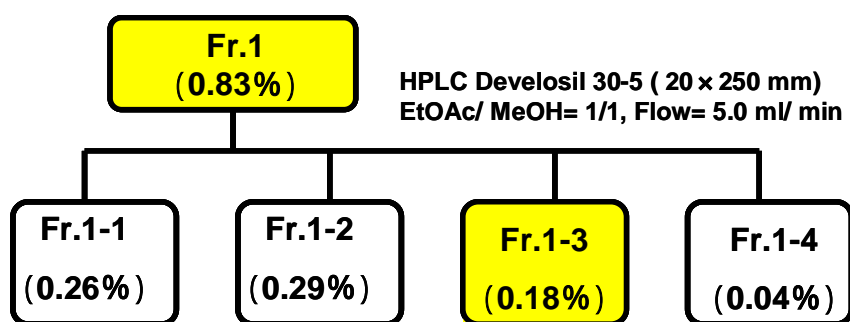 Fr.1
(0.83%)
HPLC Develosil 30-5 ( 20 × 250 mm)
EtOAc/ MeOH= 1/1, Flow= 5.0 ml/ min
Fr.1-1
(0.26%)
Fr.1-2
(0.29%)
Fr.1-3
(0.18%)
Fr.1-4
(0.04%)